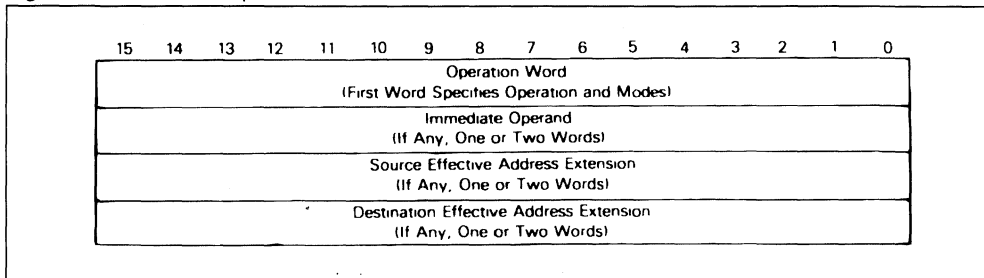 15 14 13 12 11 10 9 8 7 6 5 4 3 2 1 0
Operation Word
(First Word Specifies Operation and Modes)
Immediate Operand
(If Any, One or Two Words)
Source Effective Address Extension
(If Any, One or Two Words)
Destination Effective Address Extension
(If Any, One or Two Words)